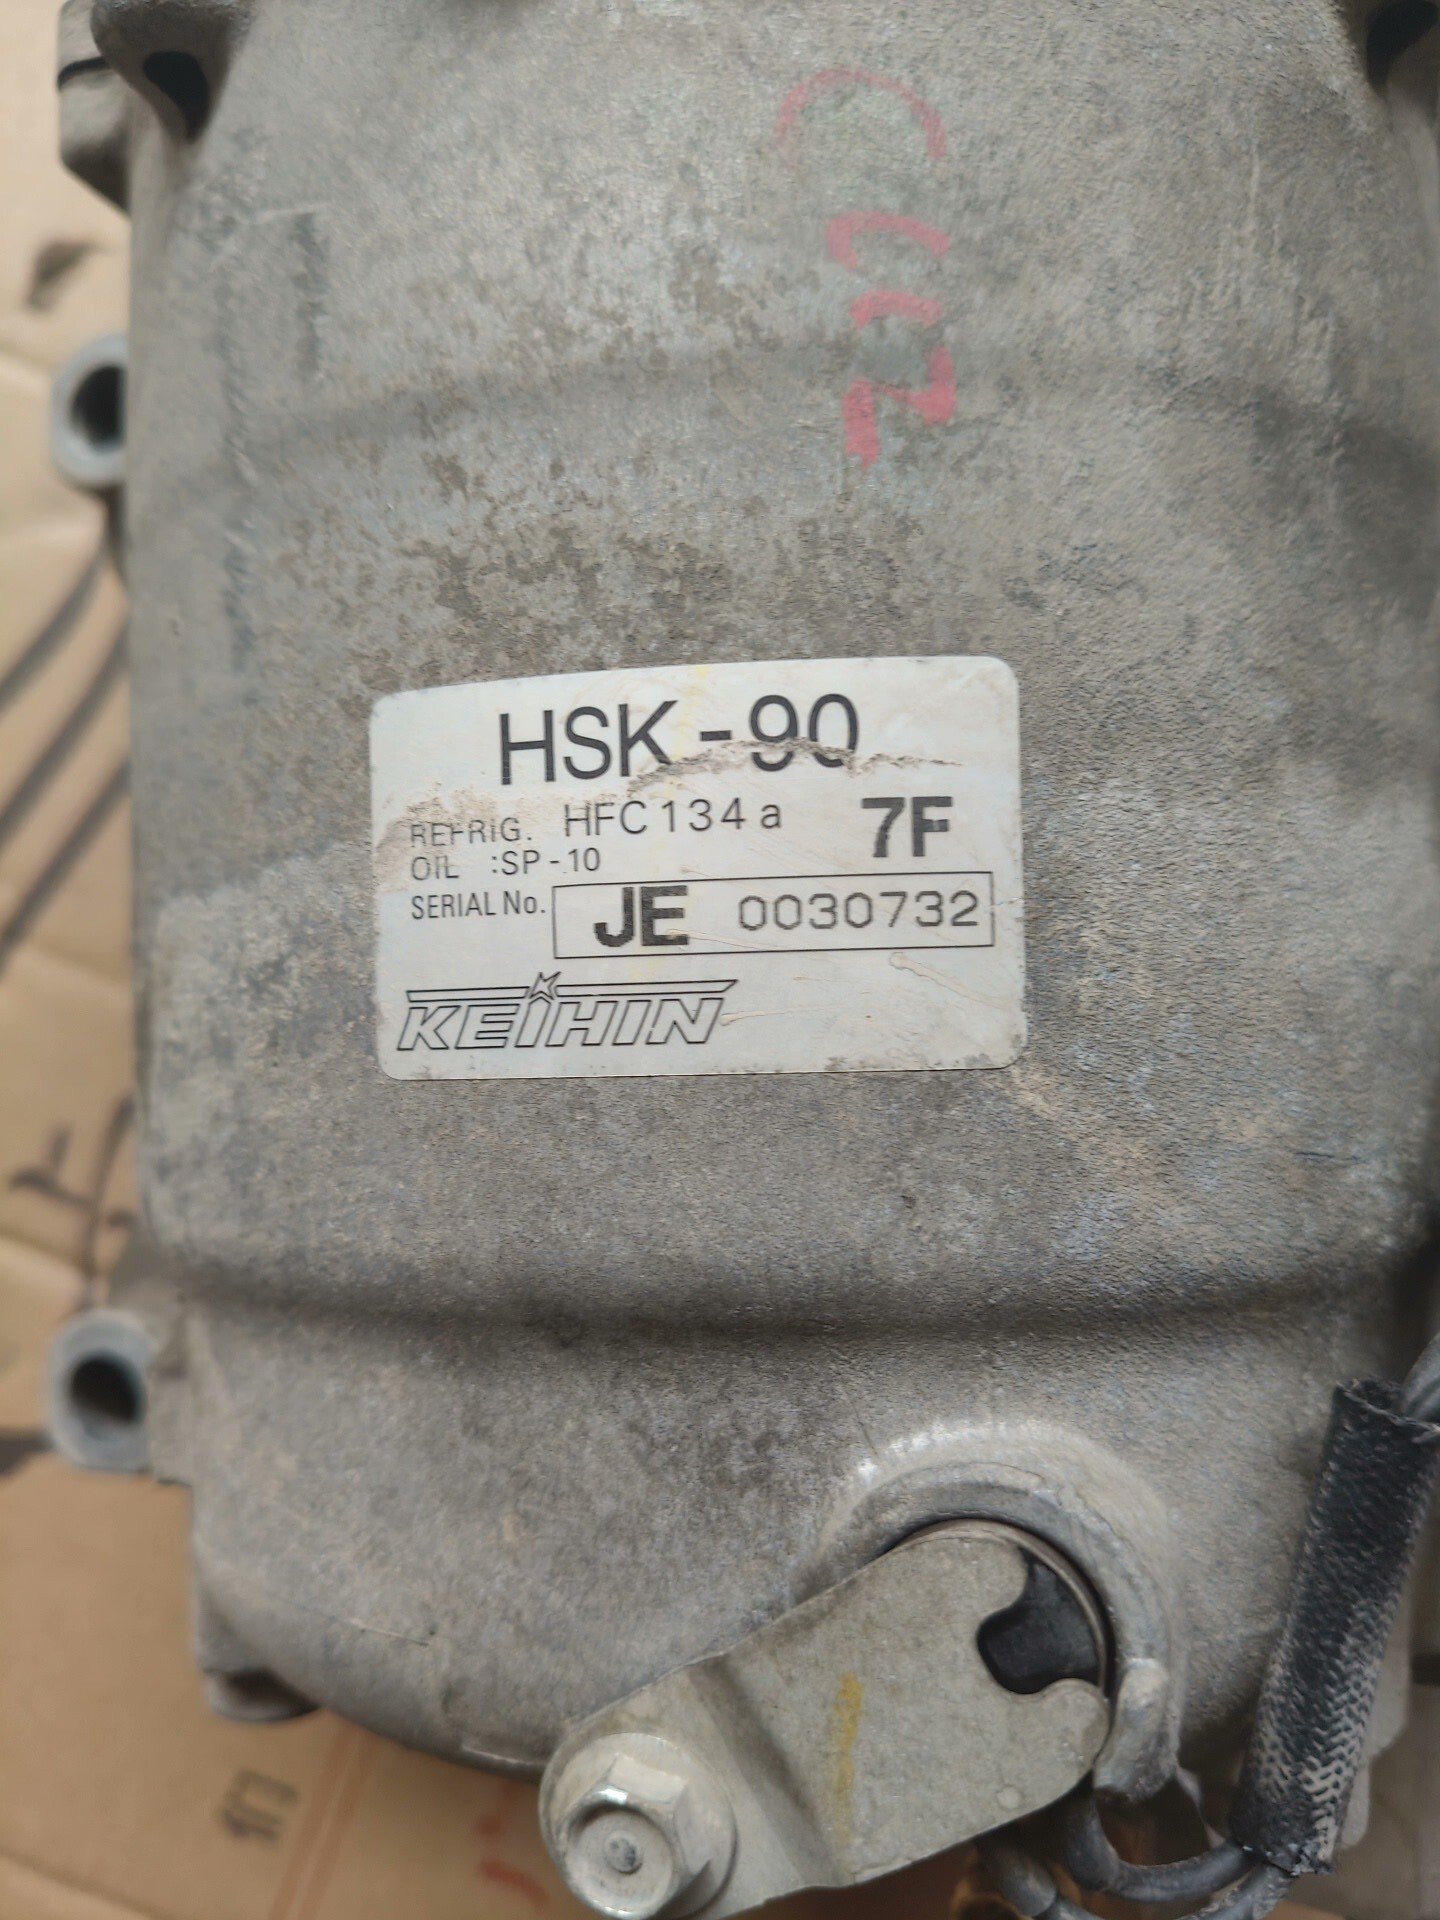 HSK-90
REFRIG. HFC134a 7F
OIL :SP-10
SERIAL No. JE 0030732
KEIHIN